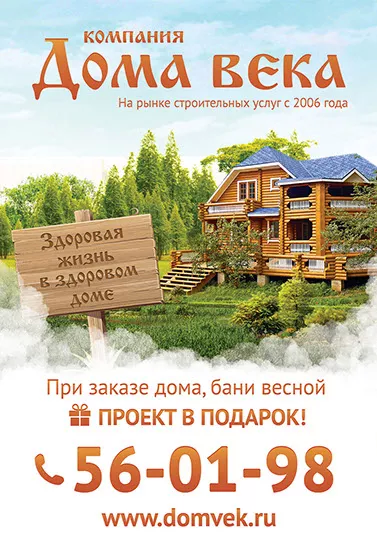 КОМПАНИЯ
ДОМА ВЕКА
На рынке строительных услуг с 2006 года
ЗДОРОВАЯ
ЖИЗНЬ
В ЗДОРОВОМ
ДОМЕ
При заказе дома, бани весной
ПРОЕКТ В ПОДАРОК!
56-01-98
www.domvek.ru